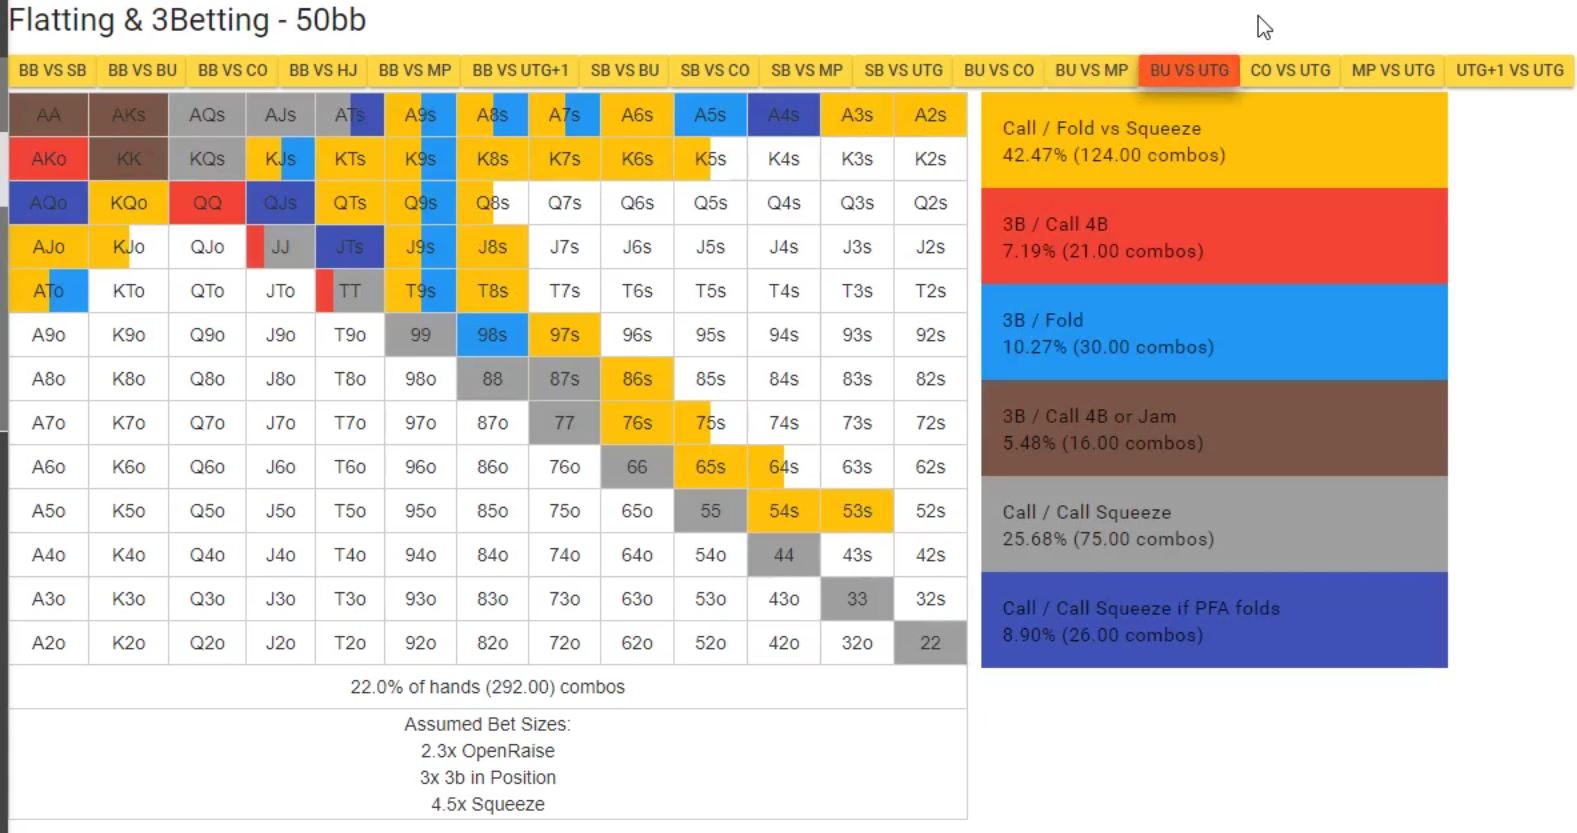 Flatting & 3Betting - 50bb
BB VS SB BB VS BU BB VS CO BB VS HJ BB VS MP BB VS UTG+1 SB VS BU SB VS CO SB VS MP SB VS UTG BU VS CO BU VS MP BU VS UTG CO VS UTG MP VS UTG UTG+1 VS UTG
AA AKs AQs AJs ATs A9s A8s A7s A6s A5s A4s A3s A2s
AKo KK KQs KJs KTs K9s K8s K7s K6s K5s K4s K3s K2s
AQo KQo QQ QJs QTs Q9s Q8s Q7s Q6s Q5s Q4s Q3s Q2s
AJo KJo QJo JJ JTs J9s J8s J7s J6s J5s J4s J3s J2s
ATo KTo QTo JTo TT T9s T8s T7s T6s T5s T4s T3s T2s
A9o K9o Q9o J9o T9o 99 98s 97s 96s 95s 94s 93s 92s
A8o K8o Q8o J8o T8o 98o 88 87s 86s 85s 84s 83s 82s
A7o K7o Q7o J7o T7o 97o 87o 77 76s 75s 74s 73s 72s
A6o K6o Q6o J6o T6o 96o 86o 76o 66 65s 64s 63s 62s
A5o K5o Q5o J5o T5o 95o 85o 75o 65o 55 54s 53s 52s
A4o K4o Q4o J4o T4o 94o 84o 74o 64o 54o 44 43s 42s
A3o K3o Q3o J3o T3o 93o 83o 73o 63o 53o 43o 33 32s
A2o K2o Q2o J2o T2o 92o 82o 72o 62o 52o 42o 32o 22
22.0% of hands (292.00) combos
Assumed Bet Sizes:
2.3x OpenRaise
3x 3b in Position
4.5x Squeeze
Call / Fold vs Squeeze
42.47% (124.00 combos)
3B / Call 4B
7.19% (21.00 combos)
3B / Fold
10.27% (30.00 combos)
3B / Call 4B or Jam
5.48% (16.00 combos)
Call / Call Squeeze
25.68% (75.00 combos)
Call / Call Squeeze if PFA folds
8.90% (26.00 combos)